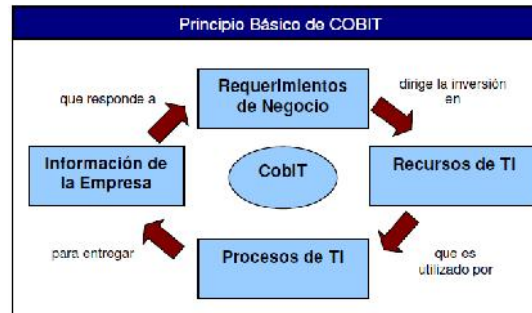 Principio Básico de COBIT
que responde a
Requerimientos
de Negocio
dirige la inversión
en
Información de
la Empresa
CobIT
Recursos de TI
para entregar
Procesos de TI
que es
utilizado por